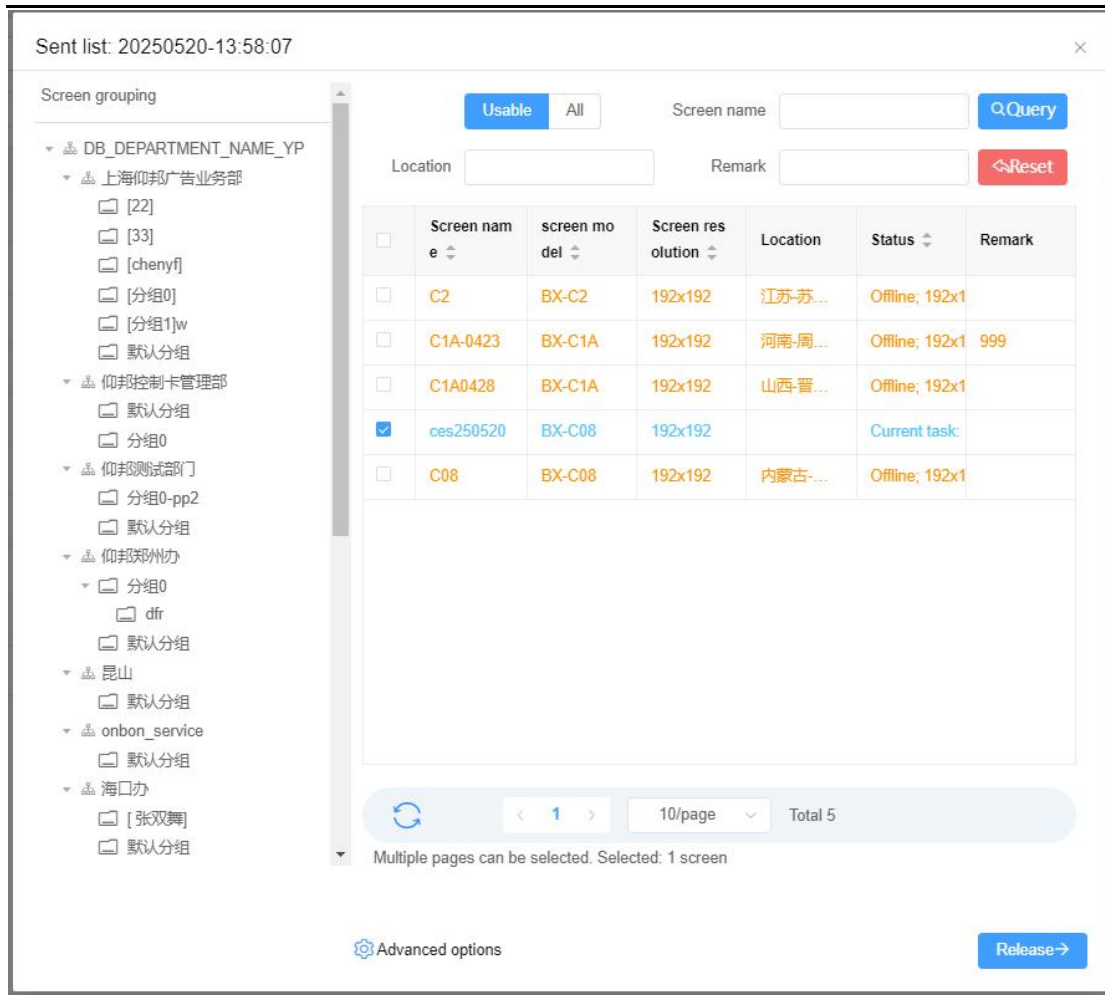 Sent list: 20250520-13:58:07
Screen grouping
DB_DEPARTMENT_NAME_YP
上海仰邦广告业务部
[22]
[33]
[chenyf]
[分组0]
[分组1]w
默认分组
仰邦控制卡管理部
默认分组
分组0
仰邦测试部门
分组0-pp2
默认分组
仰邦郑州办
分组0
dfr
默认分组
昆山
默认分组
onbon_service
默认分组
海口办
[ 张双舞]
默认分组
Usable All Screen name Query
Location Remark Reset
Screen nam
e
screen mo
del
Screen res
olution
Location
Status
Remark
C2 BX-C2 192x192 江苏-苏... Offline; 192x1
C1A-0423 BX-C1A 192x192 河南-周... Offline; 192x1 999
C1A0428 BX-C1A 192x192 山西-晋... Offline; 192x1
ces250520 BX-C08 192x192 Current task:
C08 BX-C08 192x192 内蒙古-... Offline; 192x1
1 10/page Total 5
Multiple pages can be selected. Selected: 1 screen
Advanced options Release